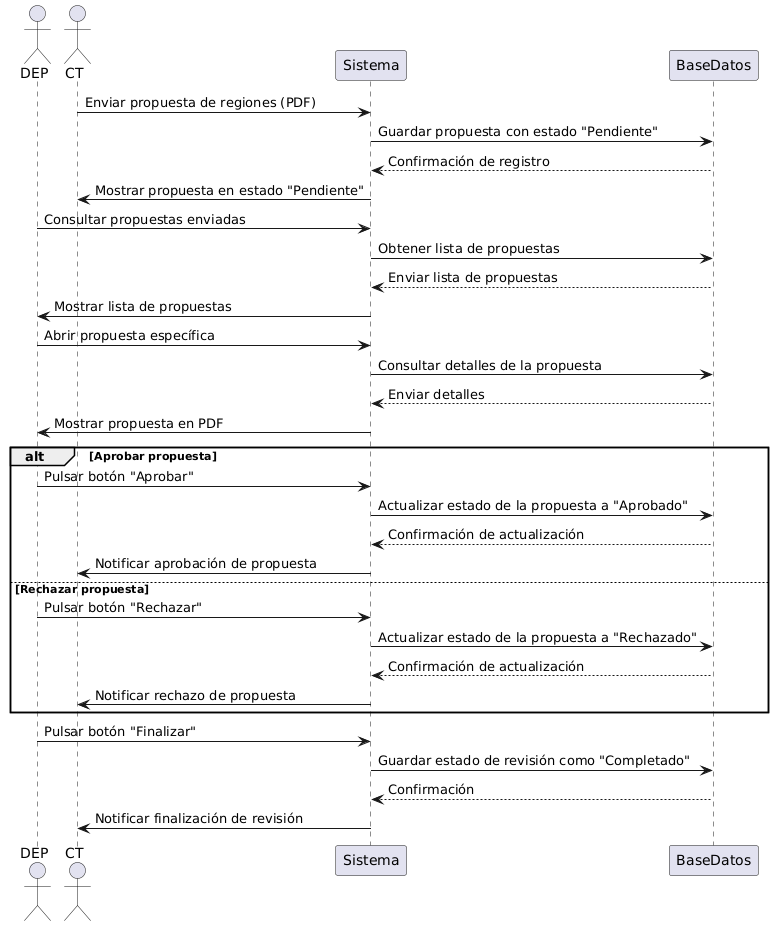 DEP
CT
Sistema
BaseDatos
Enviar propuesta de regiones (PDF)
Guardar propuesta con estado "Pendiente"
Confirmación de registro
Mostrar propuesta en estado "Pendiente"
Consultar propuestas enviadas
Obtener lista de propuestas
Enviar lista de propuestas
Mostrar lista de propuestas
Abrir propuesta específica
Consultar detalles de la propuesta
Enviar detalles
Mostrar propuesta en PDF
alt [Aprobar propuesta]
Pulsar botón "Aprobar"
Actualizar estado de la propuesta a "Aprobado"
Confirmación de actualización
Notificar aprobación de propuesta
[Rechazar propuesta]
Pulsar botón "Rechazar"
Actualizar estado de la propuesta a "Rechazado"
Confirmación de actualización
Notificar rechazo de propuesta
Pulsar botón "Finalizar"
Guardar estado de revisión como "Completado"
Confirmación
Notificar finalización de revisión
DEP
CT
Sistema
BaseDatos